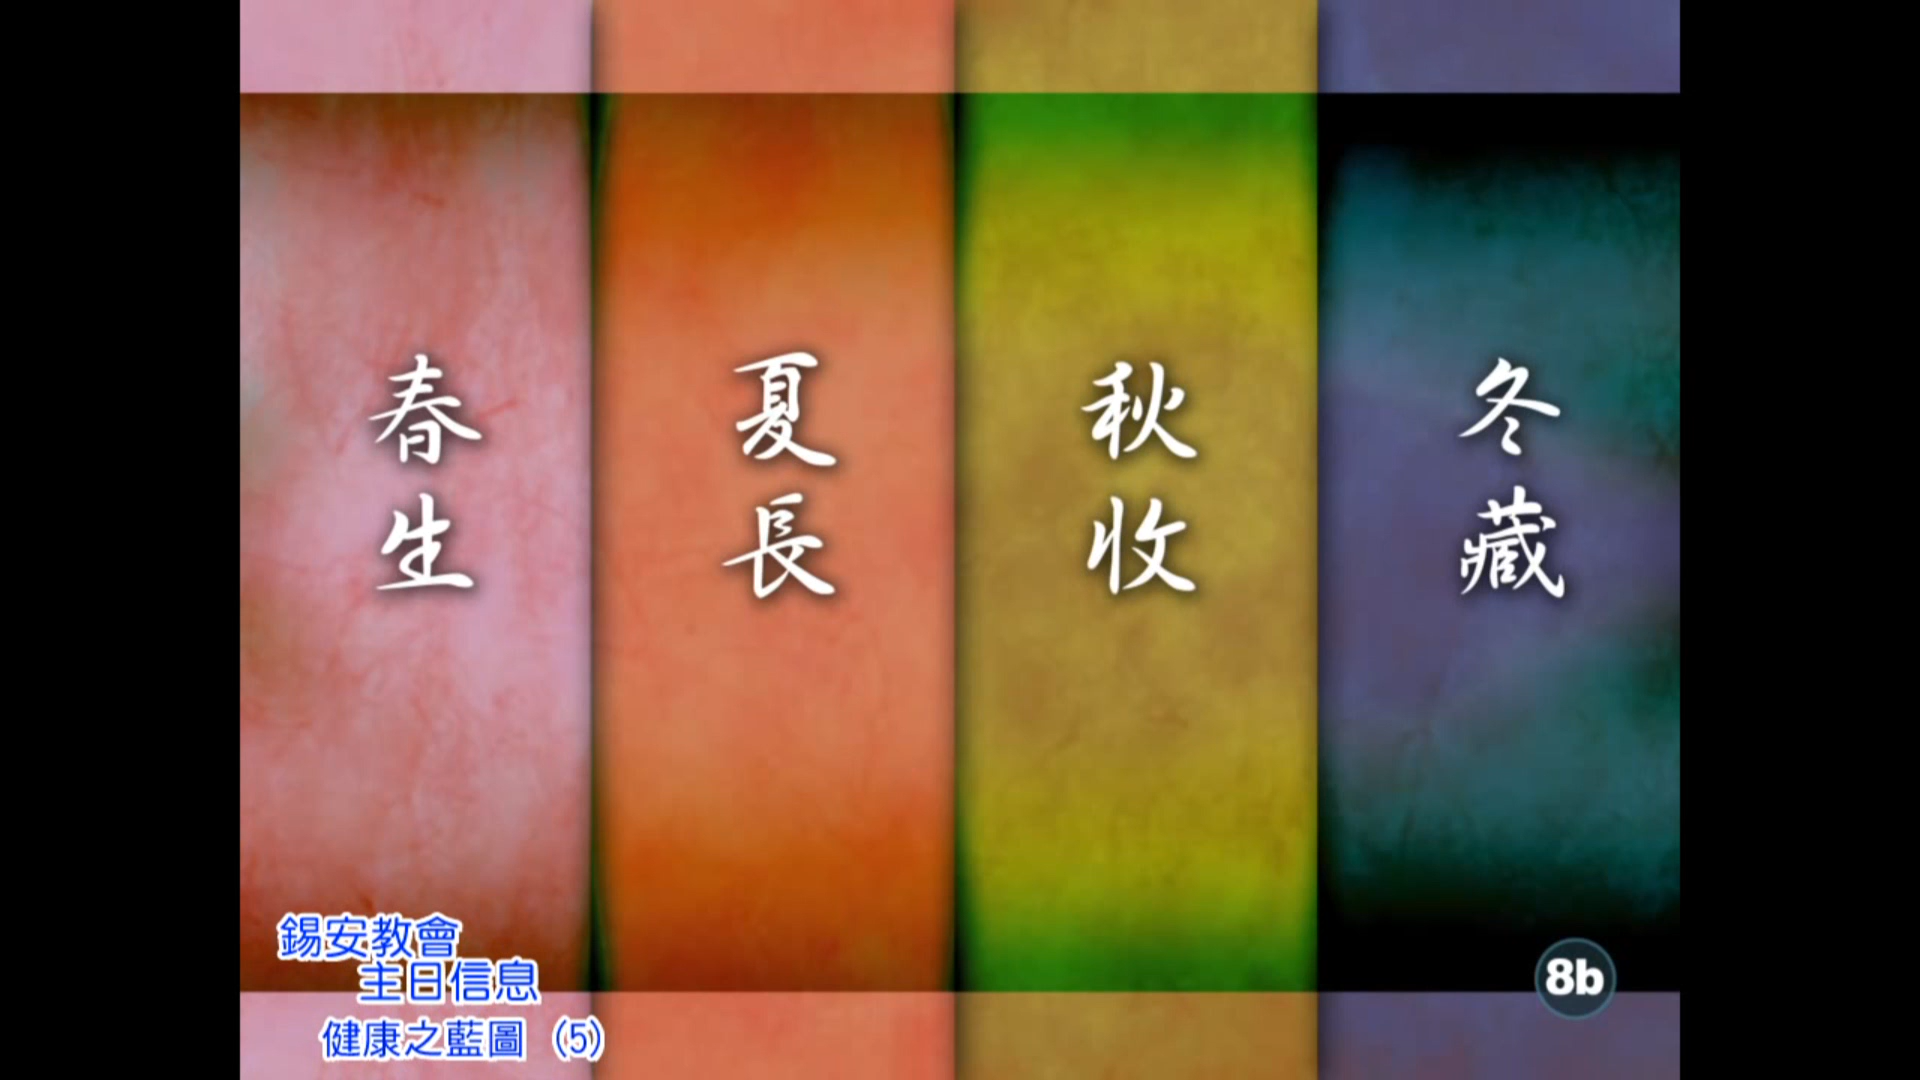 春生
夏長
秋收
冬藏
錫安教會
主日信息
健康之藍圖 (5)
8b